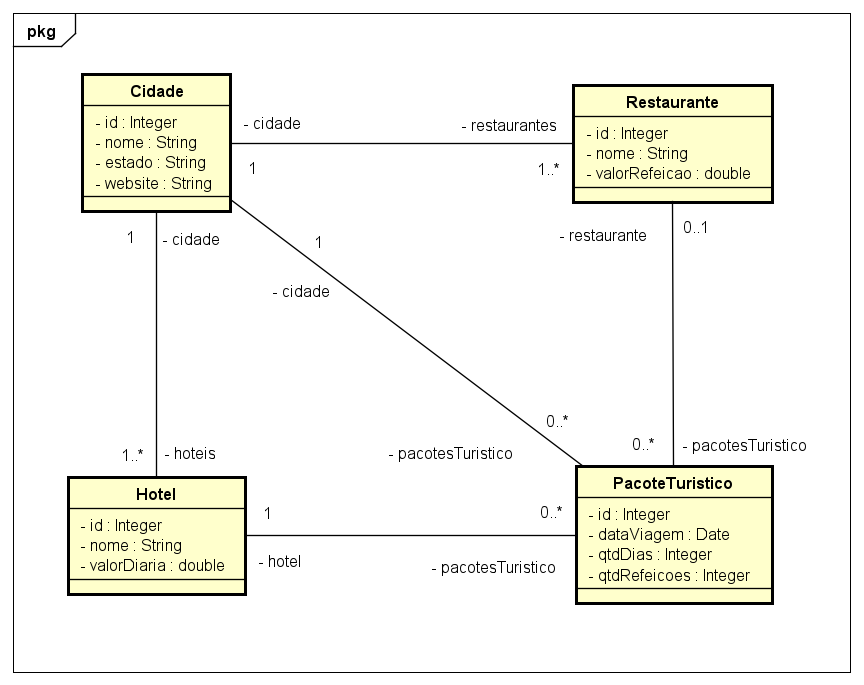 pkg
Cidade
- id : Integer
- nome : String
- estado : String
- website : String
- cidade
- restaurantes
1
1..*
Restaurante
- id : Integer
- nome : String
- valorRefeicao : double
1
- cidade
1
- cidade
- restaurante
0..1
0..*
- pacotesTuristico
0..*
- pacotesTuristico
1..*
- hoteis
Hotel
- id : Integer
- nome : String
- valorDiaria : double
1
- hotel
0..*
- pacotesTuristico
PacoteTuristico
- id : Integer
- dataViagem : Date
- qtdDias : Integer
- qtdRefeicoes : Integer